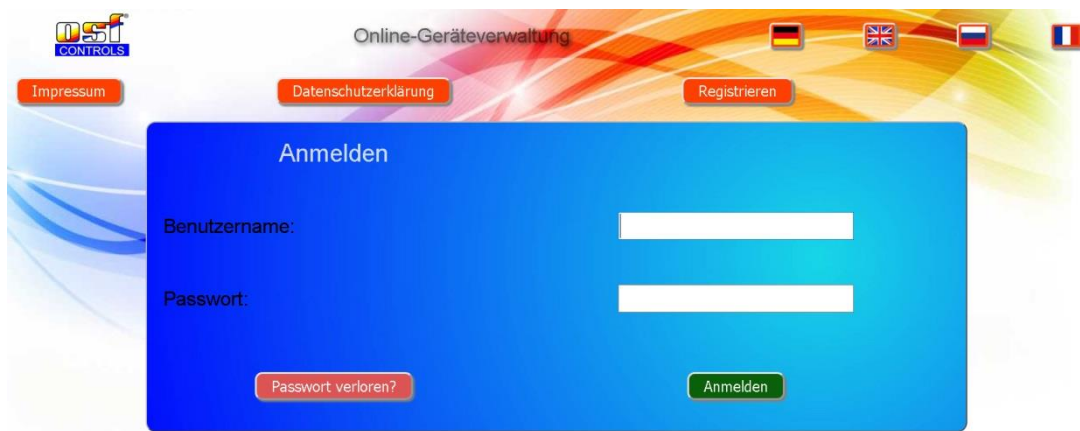 osf
CONTROLS
Online-Geräteverwaltung
Impressum
Datenschutzerklärung
Registrieren
Anmelden
Benutzername:
Passwort:
Passwort verloren?
Anmelden